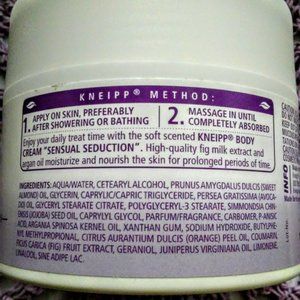 KNEIPP® METHOD:
1. APPLY ON SKIN, PREFERABLY
AFTER SHOWERING OR BATHING
2. MASSAGE IN UNTIL
COMPLETELY ABSORBED
Enjoy your daily treat time with the soft scented KNEIPP® BODY
CREAM "SENSUAL SEDUCTION". High-quality fig milk extract and
argan oil moisturize and nourish the skin for prolonged periods of time.
INGREDIENTS: AQUA/WATER, CETEARYL ALCOHOL, PRUNUS AMYGDALUS DULCIS (SWEET
ALMOND) OIL, GLYCERIN, CAPRYLIC/CAPRIC TRIGLYCERIDE, PERSEA GRATISSIMA (AVOCA-
DO) OIL, GLYCERYL STEARATE CITRATE, POLYGLYCERYL-3 STEARATE, SIMMONDSIA CHIN-
ENSIS (JOJOBA) SEED OIL, CAPRYLYL GLYCOL, PARFUM/FRAGRANCE, CARBOMER, P-ANISIC
ACID, ARGANIA SPINOSA KERNEL OIL, XANTHAN GUM, SODIUM HYDROXIDE, BUTYLPHE-
NYL METHYLPROPIONAL, CITRUS AURANTIUM DULCIS (ORANGE) PEEL OIL, COUMARIN,
FICUS CARICA (FIG) FRUIT EXTRACT, GERANIOL, JUNIPERUS VIRGINIANA OIL, LIMONENE,
LINALOOL, SINE ADIPE LAC.